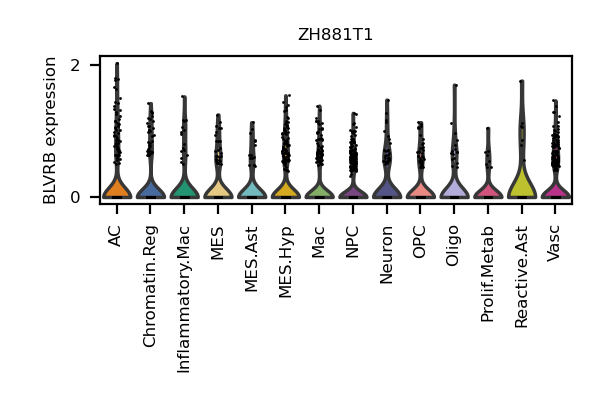 ZH881T1
BLVRB expression
2
0
AC
Chromatin.Reg
Inflammatory.Mac
MES
MES.Ast
MES.Hyp
Mac
NPC
Neuron
OPC
Oligo
Prolif.Metab
Reactive.Ast
Vasc